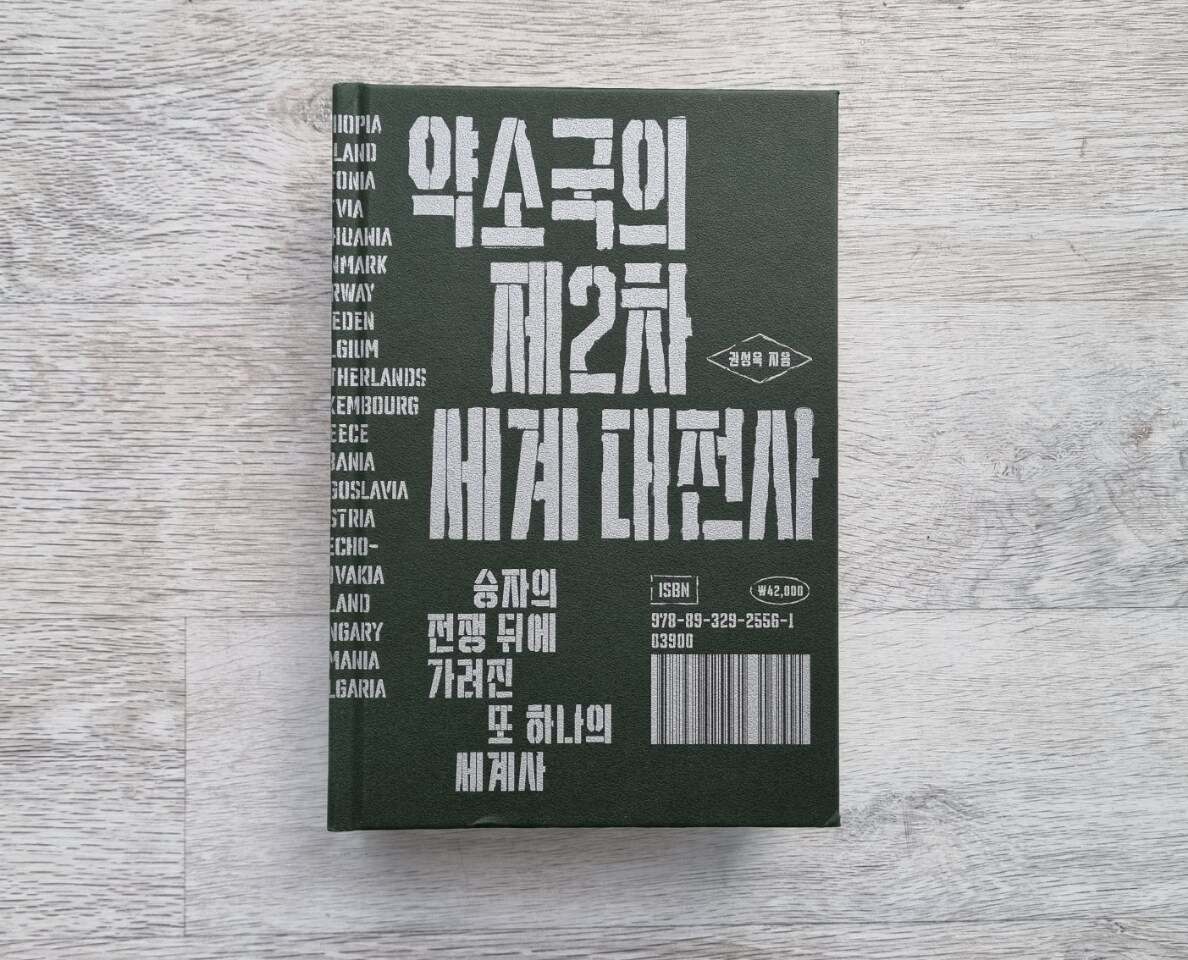 약소국의
제2차
세계 대전사
권성욱 지음
승자의
전쟁 뒤에
가려진
또 하나의
세계사
ISBN
₩42,000
978-89-329-2556-1
03900
IOPIA
LAND
TONIA
VIA
UANIA
NMARK
RWAY
EDEN
LGIUM
THERLANDS
XEMBOURG
EECE
BANIA
GOSLAVIA
STRIA
ECHO-
OVAKIA
LAND
NGARY
MANIA
LGARIA